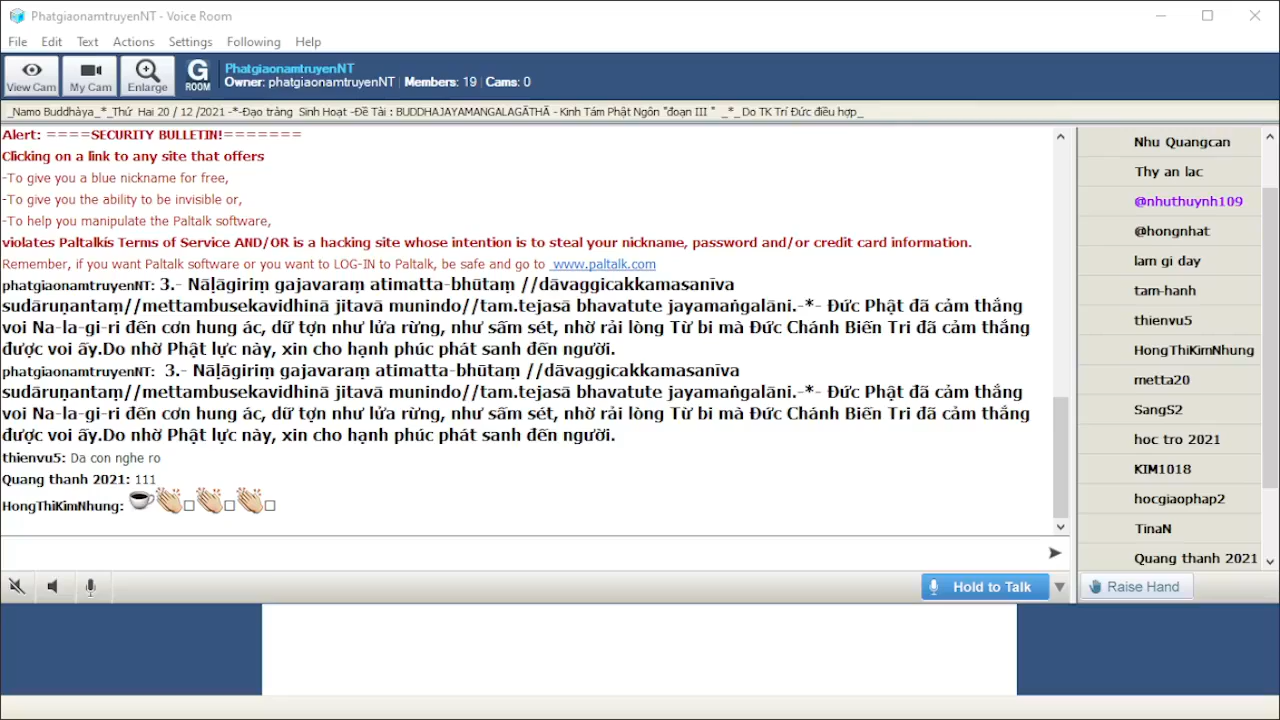 PhatgiaonamtruyenNT - Voice Room
File Edit Text Actions Settings Following Help
View Cam My Cam Enlarge G ROOM
PhatgiaonamtruyenNT
Owner: phatgiaonamtruyenNT | Members: 19 | Cams: 0
_Namo Buddhàya_*_Thứ Hai 20 / 12 /2021 -*-Đạo tràng Sinh Hoạt -Đề Tài : BUDDHAJAYAMANGALAGĀTHĀ - Kinh Tám Phật Ngôn "đoạn III " _*_ Do TK Trí Đức điều hợp_
Alert: ====SECURITY BULLETIN!=======
Clicking on a link to any site that offers
-To give you a blue nickname for free,
-To give you the ability to be invisible or,
-To help you manipulate the Paltalk software,
violates Paltalkis Terms of Service AND/OR is a hacking site whose intention is to steal your nickname, password and/or credit card information.
Remember, if you want Paltalk software or you want to LOG-IN to Paltalk, be safe and go to _www.paltalk.com
phatgiaonamtruyenNT: 3.- Nāḷāgiriṃ gajavaraṃ atimatta-bhūtaṃ //dāvaggicakkamasanīva
sudāruṇantaṃ//mettambusekavidhinā jitavā munindo//tam.tejasā bhavatute jayamaṅgalāni.-*- Đức Phật đã cảm thắng
voi Na-la-gi-ri đến cơn hung ác, dữ tợn như lửa rừng, như sấm sét, nhờ rải lòng Từ bi mà Đức Chánh Biến Tri đã cảm thắng
được voi ấy.Do nhờ Phật lực này, xin cho hạnh phúc phát sanh đến người.
phatgiaonamtruyenNT: 3.- Nāḷāgiriṃ gajavaraṃ atimatta-bhūtaṃ //dāvaggicakkamasanīva
sudāruṇantaṃ//mettambusekavidhinā jitavā munindo//tam.tejasā bhavatute jayamaṅgalāni.-*- Đức Phật đã cảm thắng
voi Na-la-gi-ri đến cơn hung ác, dữ tợn như lửa rừng, như sấm sét, nhờ rải lòng Từ bi mà Đức Chánh Biến Tri đã cảm thắng
được voi ấy.Do nhờ Phật lực này, xin cho hạnh phúc phát sanh đến người.
thienvu5: Da con nghe ro
Quang thanh 2021: 111
HongThiKimNhung: ☕👏□👏□👏□
Nhu Quangcan
Thy an lac
@nhuthuynh109
@hongnhat
lam gi day
tam-hanh
thienvu5
HongThiKimNhung
metta20
SangS2
hoc tro 2021
KIM1018
hocgiaophap2
TinaN
Quang thanh 2021
Hold to Talk
Raise Hand